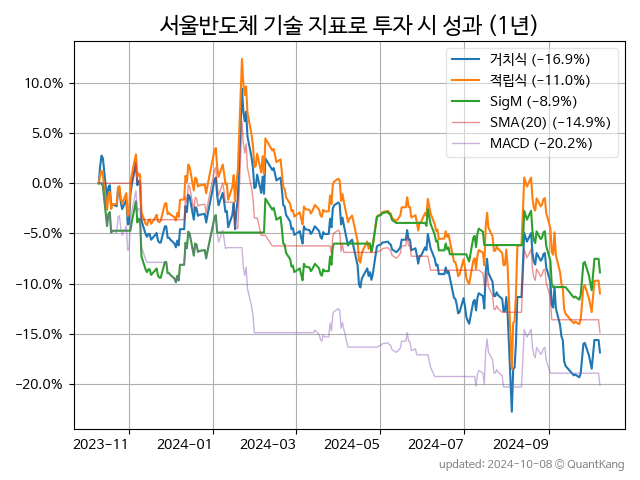 서울반도체 기술 지표로 투자 시 성과 (1년)
거치식 (−16.9%)
적립식 (−11.0%)
SigM (−8.9%)
SMA(20) (−14.9%)
MACD (−20.2%)
10.0%
5.0%
0.0%
−5.0%
−10.0%
−15.0%
−20.0%
2023-11 2024-01 2024-03 2024-05 2024-07 2024-09
updated: 2024-10-08 © QuantKang